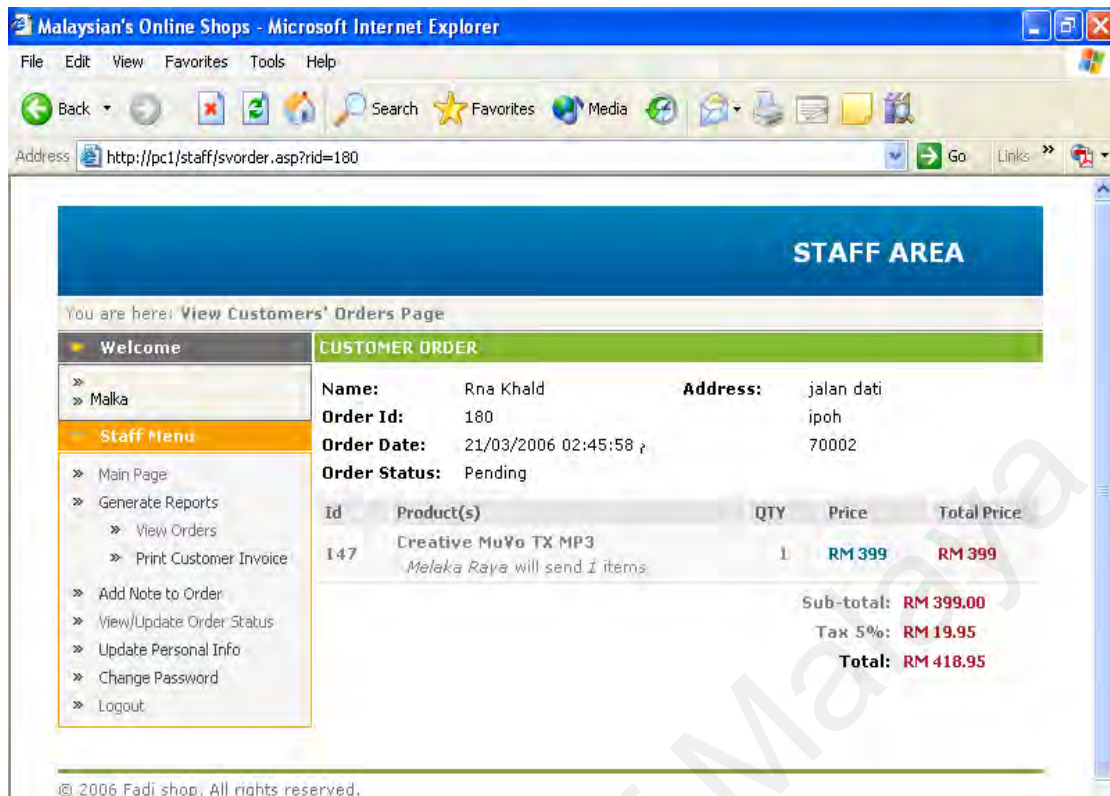 Malaysian's Online Shops - Microsoft Internet Explorer
File Edit View Favorites Tools Help
Back Search Favorites Media
Address http://pc1/staff/svorder.asp?rid=180 Go Links »
STAFF AREA
You are here: View Customers' Orders Page
Welcome
»
» Malka
Staff Menu
» Main Page
» Generate Reports
» View Orders
» Print Customer Invoice
» Add Note to Order
» View/Update Order Status
» Update Personal Info
» Change Password
» Logout
CUSTOMER ORDER
Name: Rna Khald Address: jalan dati
Order Id: 180 ipoh
Order Date: 21/03/2006 02:45:58 م 70002
Order Status: Pending
Id Product(s) QTY Price Total Price
147 Creative MuVo TX MP3 1 RM 399 RM 399
Melaka Raya will send 1 items
Sub-total: RM 399.00
Tax 5%: RM 19.95
Total: RM 418.95
© 2006 Fadi shop. All rights reserved.
Malaya